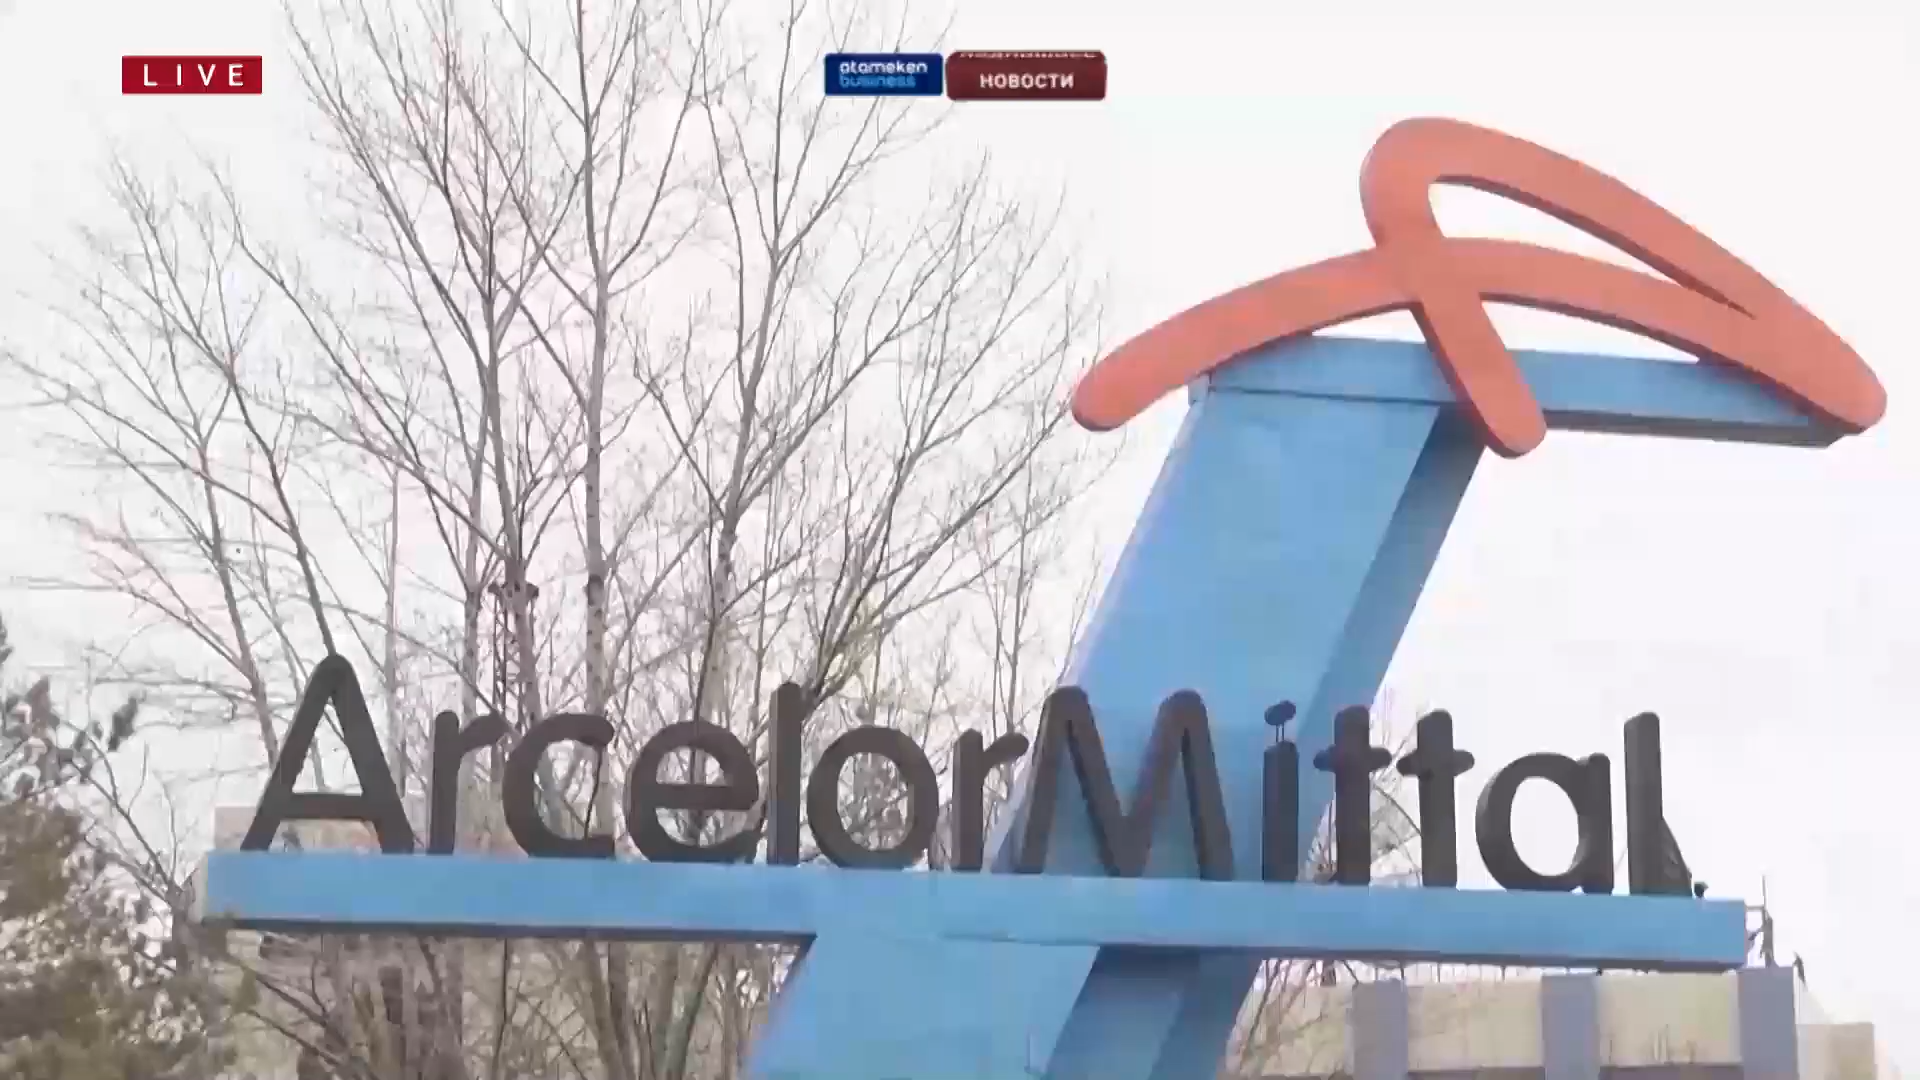 LIVE
atameken
business
НОВОСТИ
ArcelorMittal